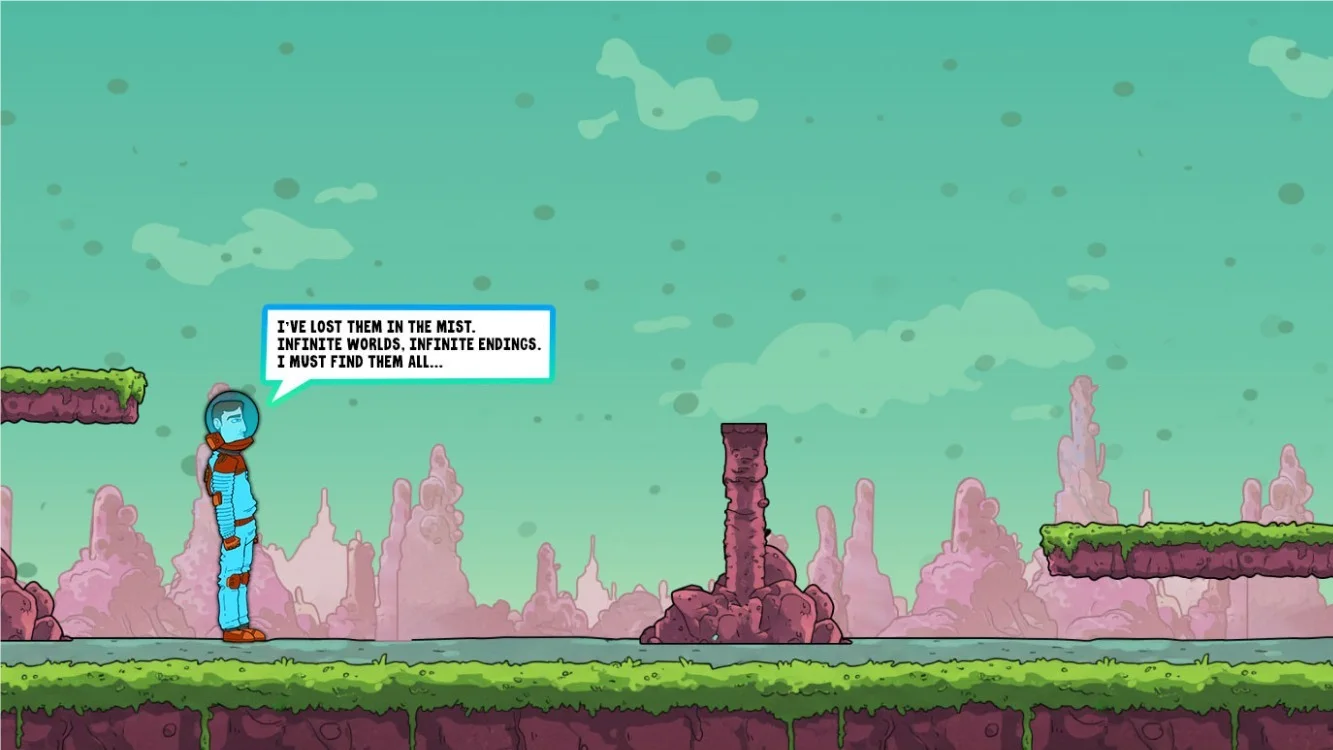 I'VE LOST THEM IN THE MIST.
INFINITE WORLDS, INFINITE ENDINGS.
I MUST FIND THEM ALL...